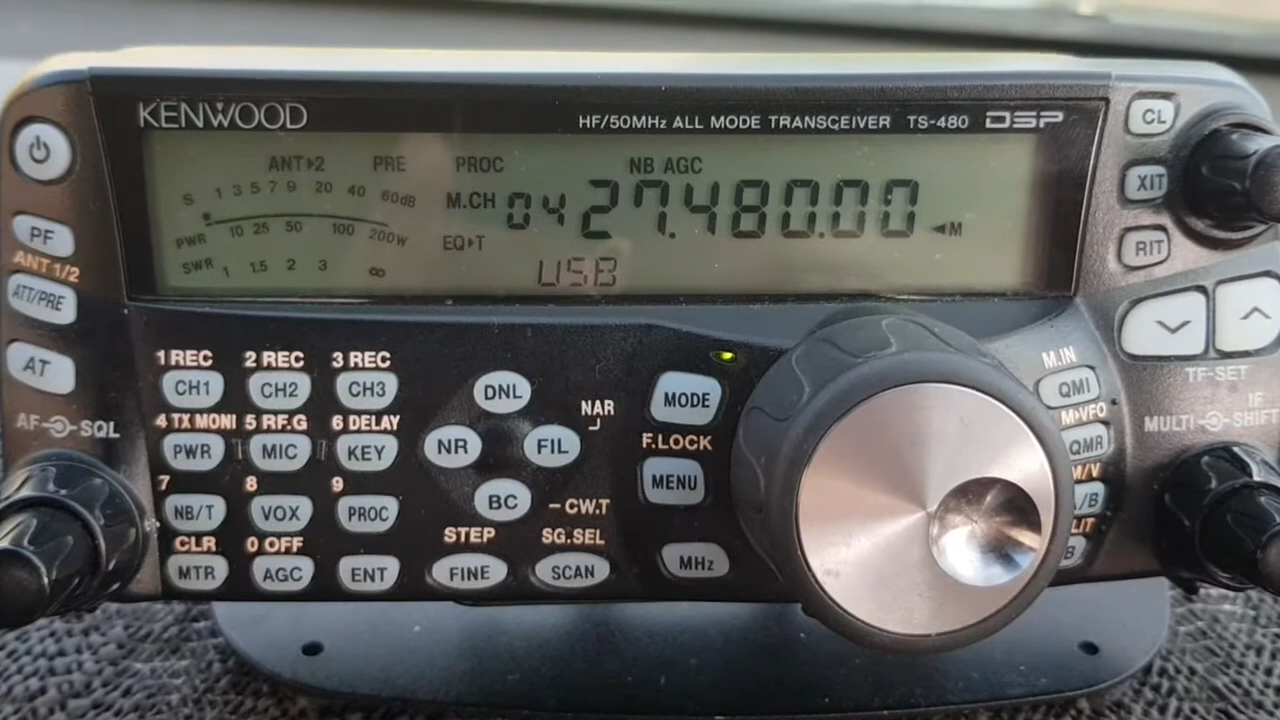 KENWOOD
HF/50MHz ALL MODE TRANSCEIVER TS-480 DSP
CL
ANT▸2 PRE PROC NB AGC
S 1 3 5 7 9 20 40 60dB
M.CH 04 27.480.00 ◄M
XIT
PWR 10 25 50 100 200W
EQ▸T
SWR 1 1.5 2 3 ∞
USB
RIT
PF
ANT 1/2
ATT/PRE
AT
AF SQL
1 REC 2 REC 3 REC
CH1 CH2 CH3
4 TX MONI 5 RF.G 6 DELAY
PWR MIC KEY
7 8 9
NB/T VOX PROC
CLR 0 OFF
MTR AGC ENT
DNL
NAR
NR FIL
BC
-CW.T
STEP SG.SEL
FINE SCAN
MODE
F.LOCK
MENU
MHz
M.IN
QMI
M▸VFO
QMR
M/V
/B
LIT
B
TF-SET
MULTI IF SHIFT